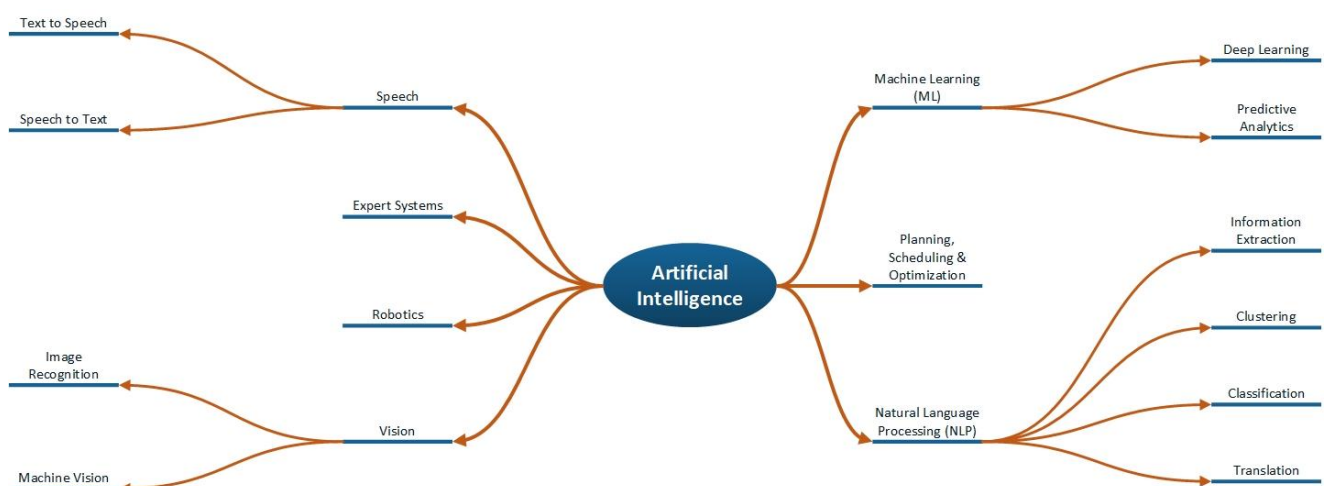 Text to Speech
Speech to Text
Speech
Expert Systems
Robotics
Image
Recognition
Machine Vision
Vision
Artificial
Intelligence
Machine Learning
(ML)
Deep Learning
Predictive
Analytics
Planning,
Scheduling &
Optimization
Natural Language
Processing (NLP)
Information
Extraction
Clustering
Classification
Translation